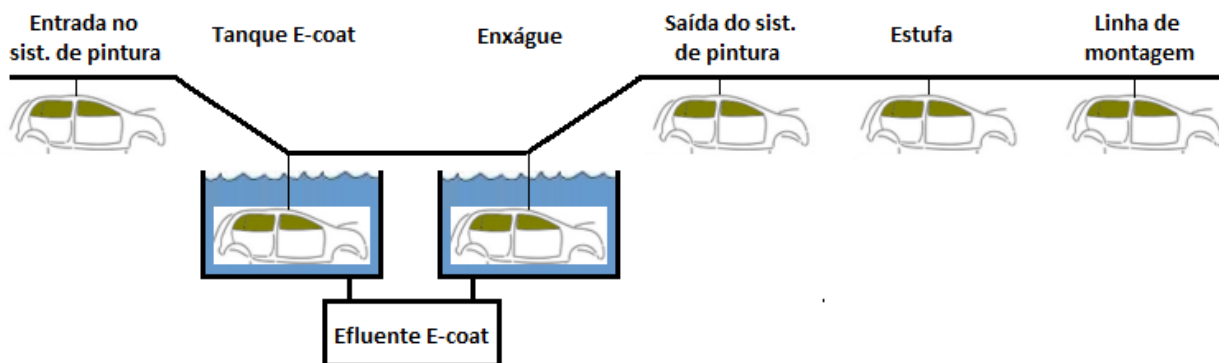 Entrada no
sist. de pintura
Tanque E-coat
Enxágue
Saída do sist.
de pintura
Estufa
Linha de
montagem
Efluente E-coat